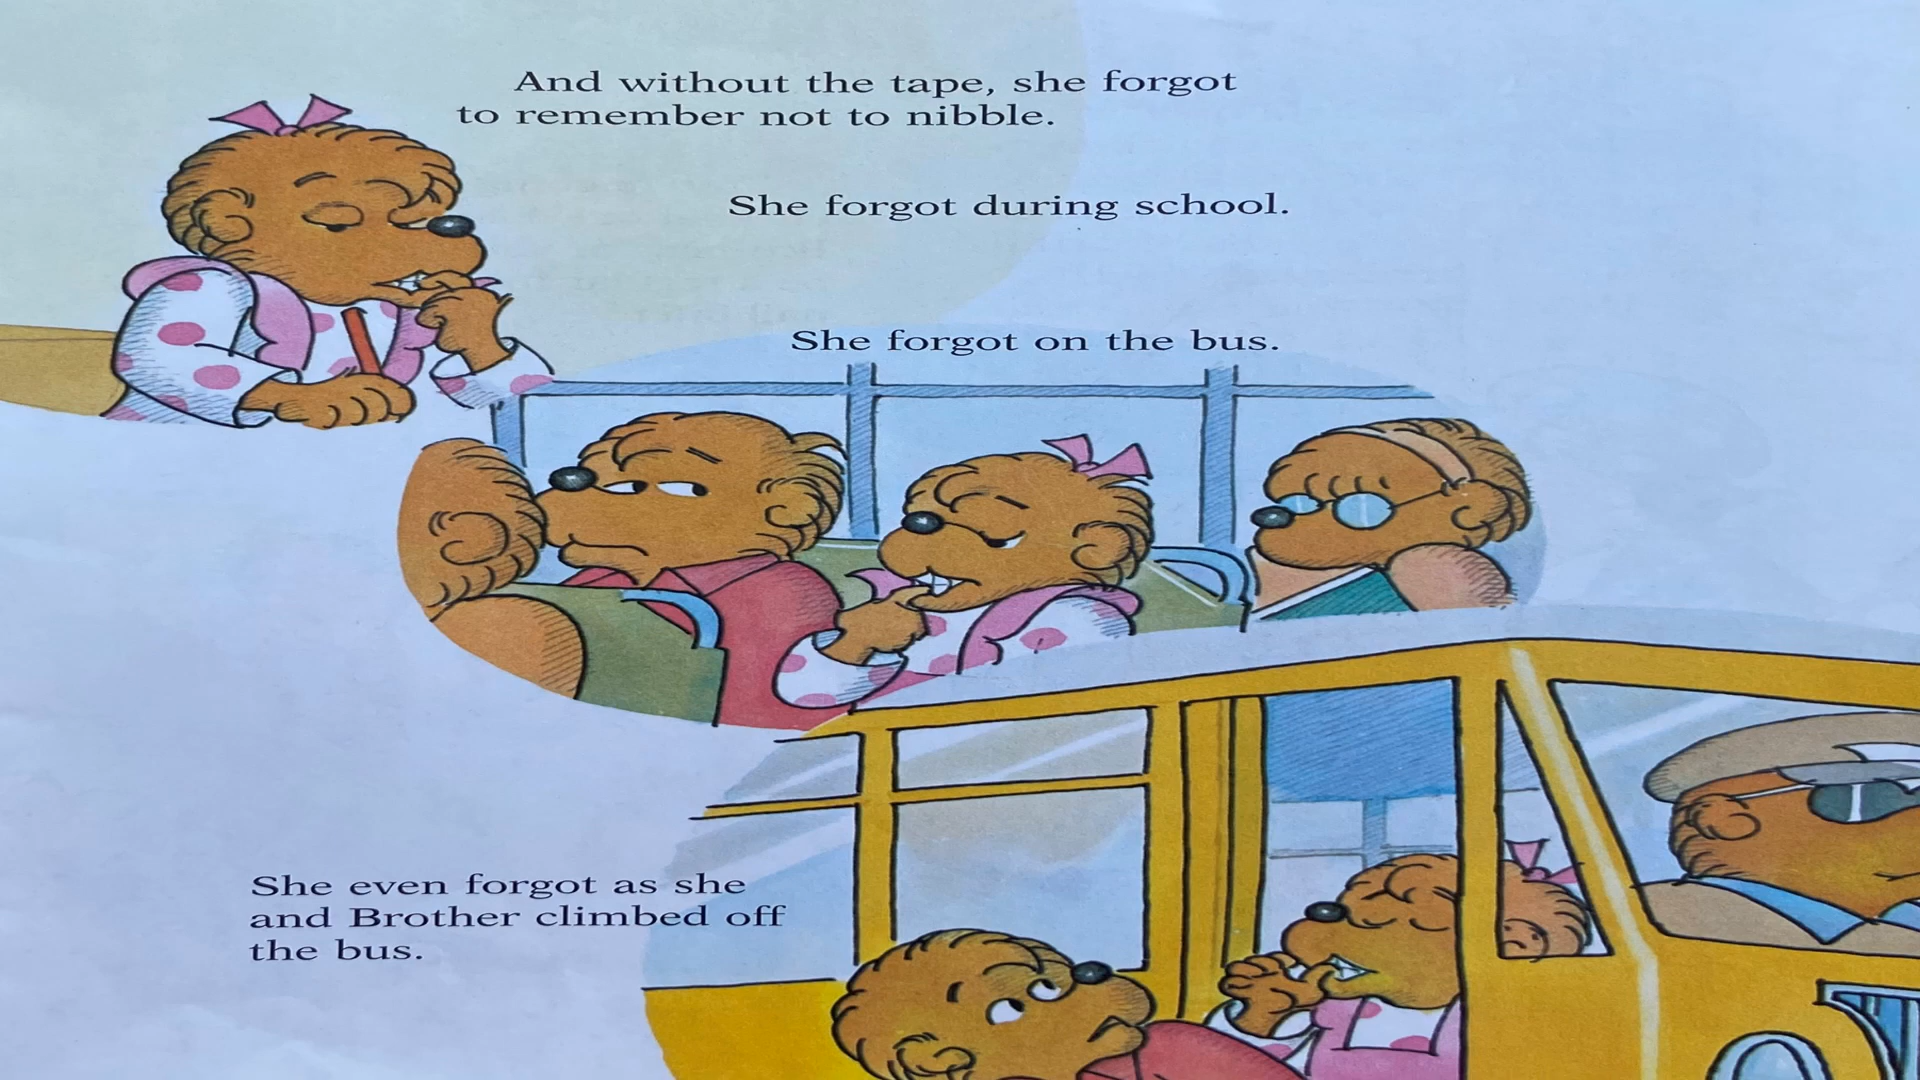 And without the tape, she forgot
to remember not to nibble.
She forgot during school.
She forgot on the bus.
She even forgot as she
and Brother climbed off
the bus.